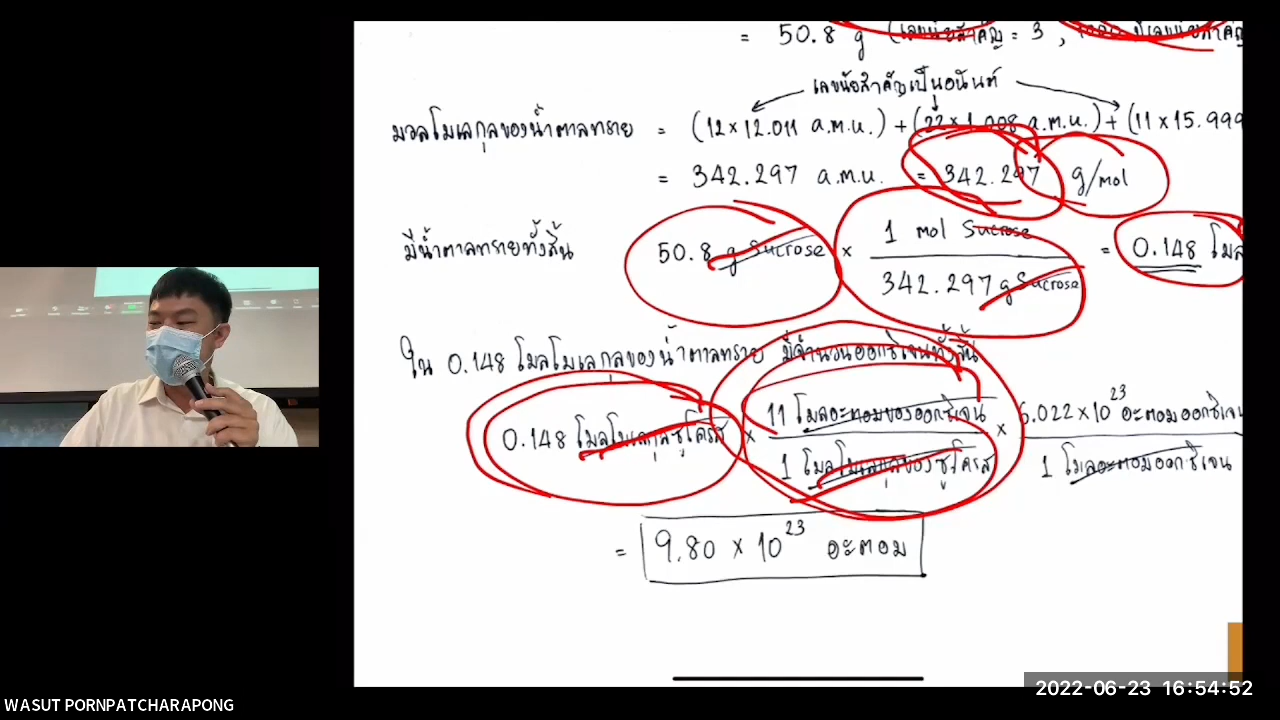 = 50.8 g (เลขนัยสำคัญ = 3 ,
เลขนัยสำคัญเป็นอนันต์
มวลโมเลกุลของน้ำตาลทราย = (12 × 12.011 a.m.u.) + (22 × 1.008 a.m.u.) + (11 × 15.999
= 342.297 a.m.u. = 342.297 g/mol
มีน้ำตาลทรายทั้งสิ้น 50.8 g Sucrose × 1 mol Sucrose / 342.297 g Sucrose = 0.148 โมล
ใน 0.148 โมลโมเลกุลของน้ำตาลทราย มีจำนวนออกซิเจนทั้งสิ้น
0.148 โมลโมเลกุลซูโครส × 11 โมลอะตอมของออกซิเจน / 1 โมลโมเลกุลของซูโครส × 6.022 × 10²³ อะตอมออกซิเจน / 1 โมลอะตอมออกซิเจน
= 9.80 × 10²³ อะตอม
2022-06-23 16:54:52
WASUT PORNPATCHARAPONG